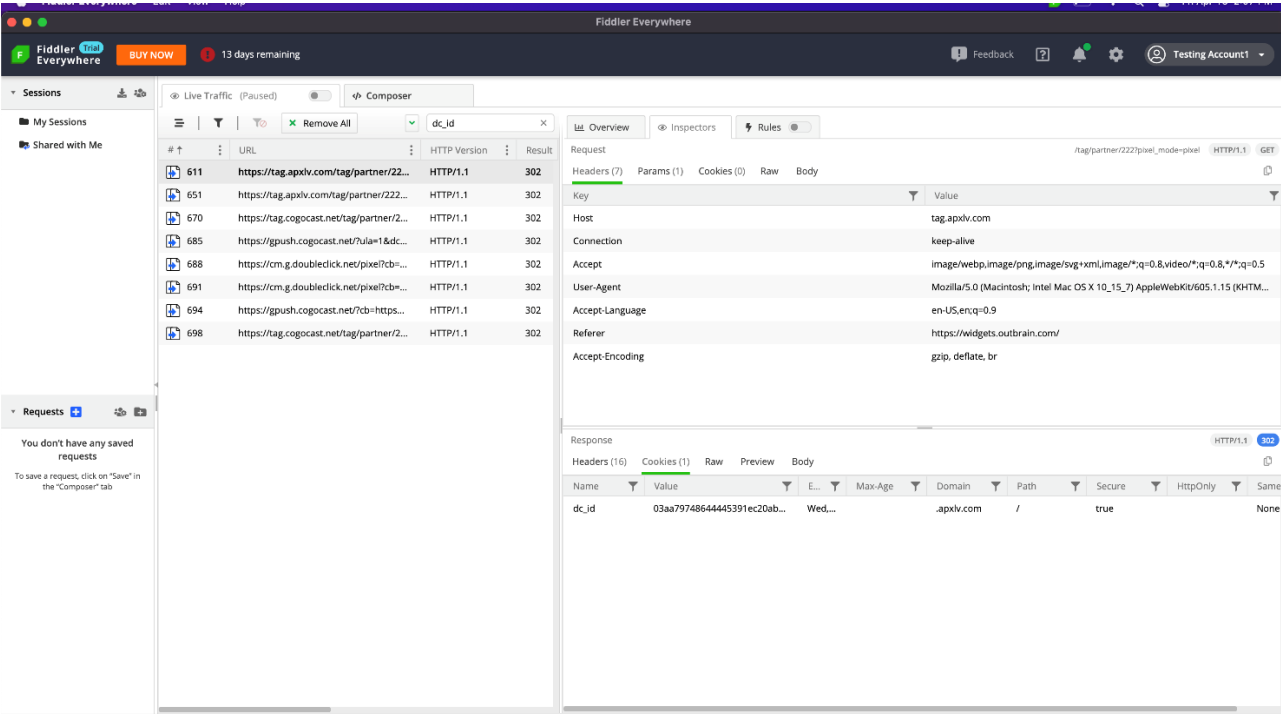 Fiddler Everywhere Edit View Help
Fiddler Everywhere
Fiddler Trial
Everywhere
BUY NOW
13 days remaining
Feedback
Testing Account1
Sessions
My Sessions
Shared with Me
Live Traffic (Paused)
Composer
Remove All
dc_id
# URL HTTP Version Result
611 https://tag.apxlv.com/tag/partner/22... HTTP/1.1 302
651 https://tag.apxlv.com/tag/partner/222... HTTP/1.1 302
670 https://tag.cogocast.net/tag/partner/2... HTTP/1.1 302
685 https://gpush.cogocast.net/?ula=1&dc... HTTP/1.1 302
688 https://cm.g.doubleclick.net/pixel?cb=... HTTP/1.1 302
691 https://cm.g.doubleclick.net/pixel?cb=... HTTP/1.1 302
694 https://gpush.cogocast.net/?cb=https... HTTP/1.1 302
698 https://tag.cogocast.net/tag/partner/2... HTTP/1.1 302
Requests
You don't have any saved
requests
To save a request, click on "Save" in
the "Composer" tab
Overview
Inspectors
Rules
Request /tag/partner/222?pixel_mode=pixel HTTP/1.1 GET
Headers (7) Params (1) Cookies (0) Raw Body
Key Value
Host tag.apxlv.com
Connection keep-alive
Accept image/webp,image/png,image/svg+xml,image/*;q=0.8,video/*;q=0.8,*/*;q=0.5
User-Agent Mozilla/5.0 (Macintosh; Intel Mac OS X 10_15_7) AppleWebKit/605.1.15 (KHTM...
Accept-Language en-US,en;q=0.9
Referer https://widgets.outbrain.com/
Accept-Encoding gzip, deflate, br
Response HTTP/1.1 302
Headers (16) Cookies (1) Raw Preview Body
Name Value E... Max-Age Domain Path Secure HttpOnly Same
dc_id 03aa79748644445391ec20ab... Wed,... .apxlv.com / true None